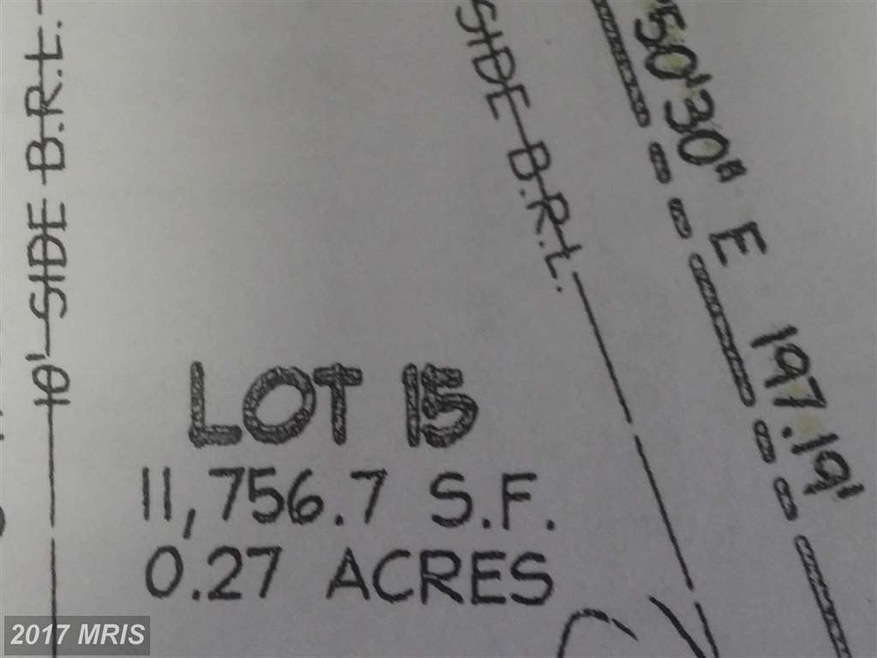 10' SIDE B.R.L.
SIDE B.R.L.
50'30" E 197.19'
LOT 15
11,756.7 S.F.
0.27 ACRES
2017 MRIS